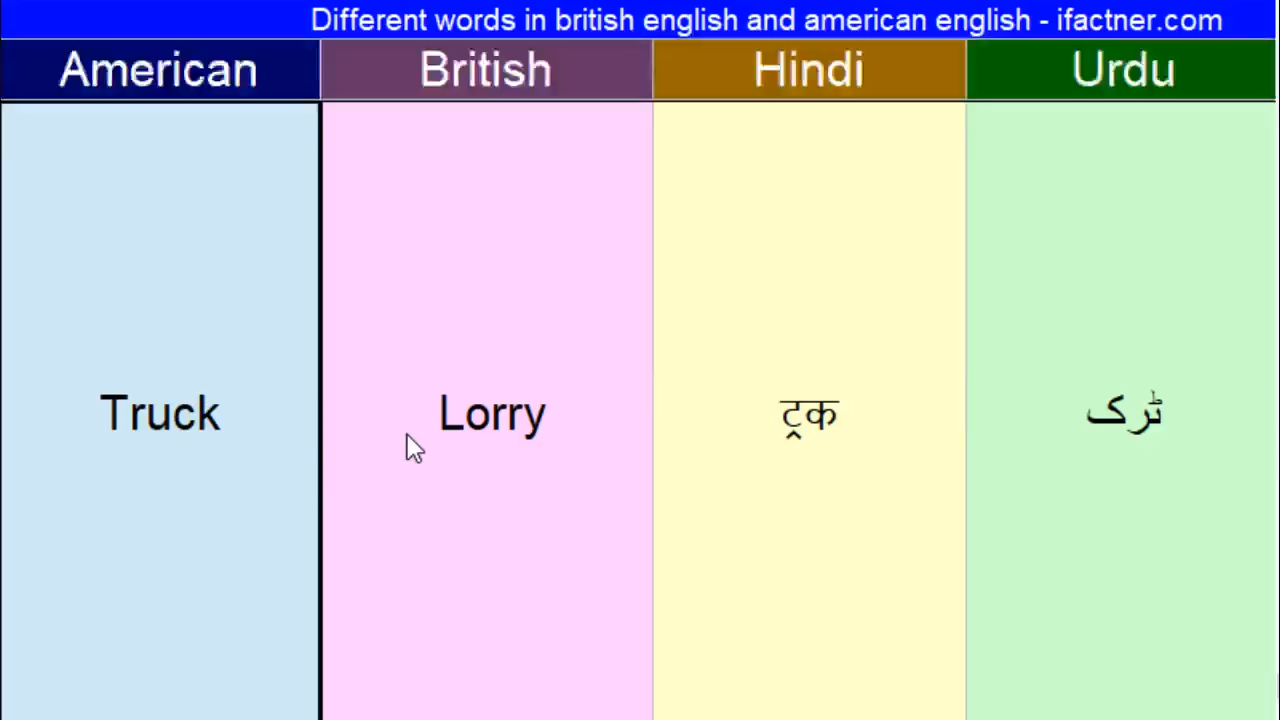 Different words in british english and american english - ifactner.com
American British Hindi Urdu
Truck Lorry ट्रक ٹرک